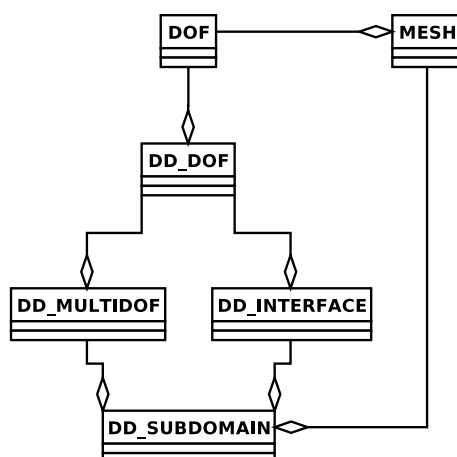 DOF
MESH
DD_DOF
DD_MULTIDOF
DD_INTERFACE
DD_SUBDOMAIN